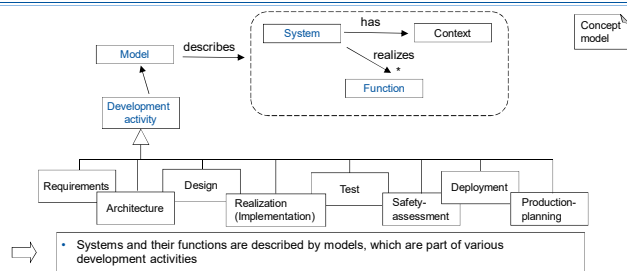 has
System
Context
Concept
model
describes
Model
realizes
*
Function
Development
activity
Requirements
Architecture
Design
Realization
(Implementation)
Test
Safety-
assessment
Deployment
Production-
planning
• Systems and their functions are described by models, which are part of various
development activities